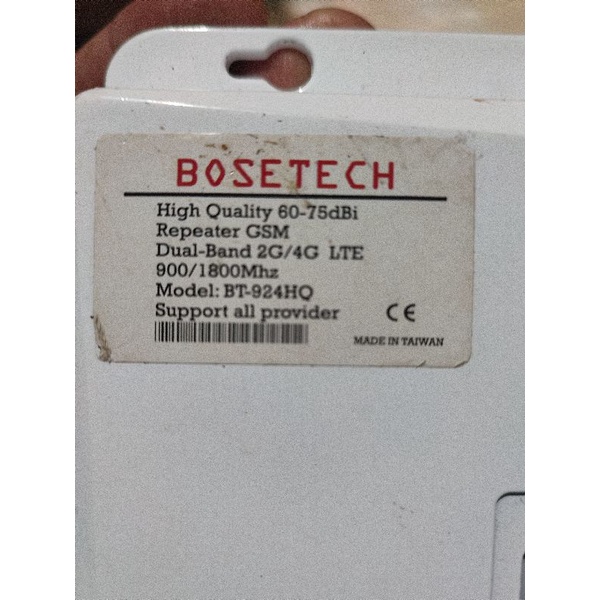 BOSETECH
High Quality 60-75dBi
Repeater GSM
Dual-Band 2G/4G LTE
900/1800Mhz
Model: BT-924HQ
Support all provider
CE
MADE IN TAIWAN